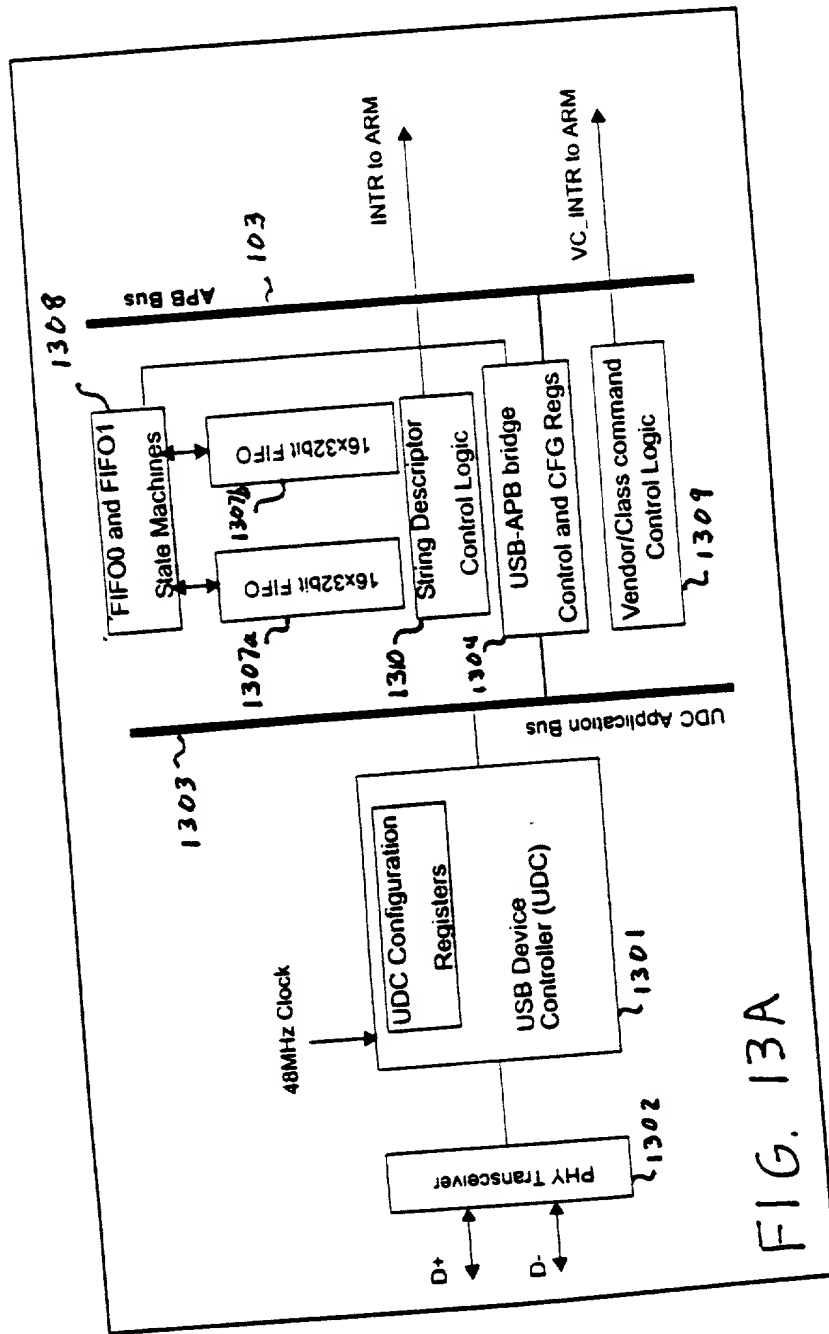 1308
FIFO0 and FIFO1
State Machines
APB Bus
103
16x32bit FIFO
16x32bit FIFO
1307a
1307b
INTR to ARM
String Descriptor
Control Logic
1310
USB-APB bridge
Control and CFG Regs
1304
VC_INTR to ARM
Vendor/Class command
Control Logic
1309
1303
UDC Application Bus
48MHz Clock
UDC Configuration
Registers
USB Device
Controller (UDC)
1301
PHY Transceiver
1302
D+
D-
FIG. 13A